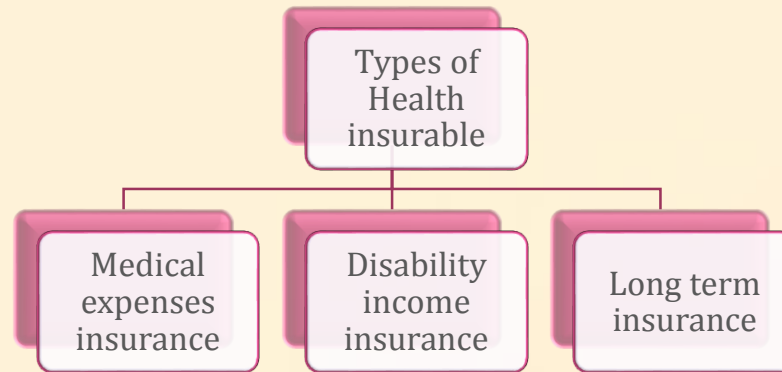 Types of
Health
insurable
Medical
expenses
insurance
Disability
income
insurance
Long term
insurance